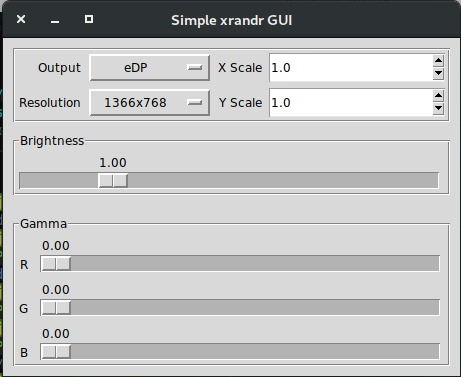 Simple xrandr GUI
Output eDP X Scale 1.0
Resolution 1366x768 Y Scale 1.0
Brightness
1.00
Gamma
0.00
R
0.00
G
0.00
B